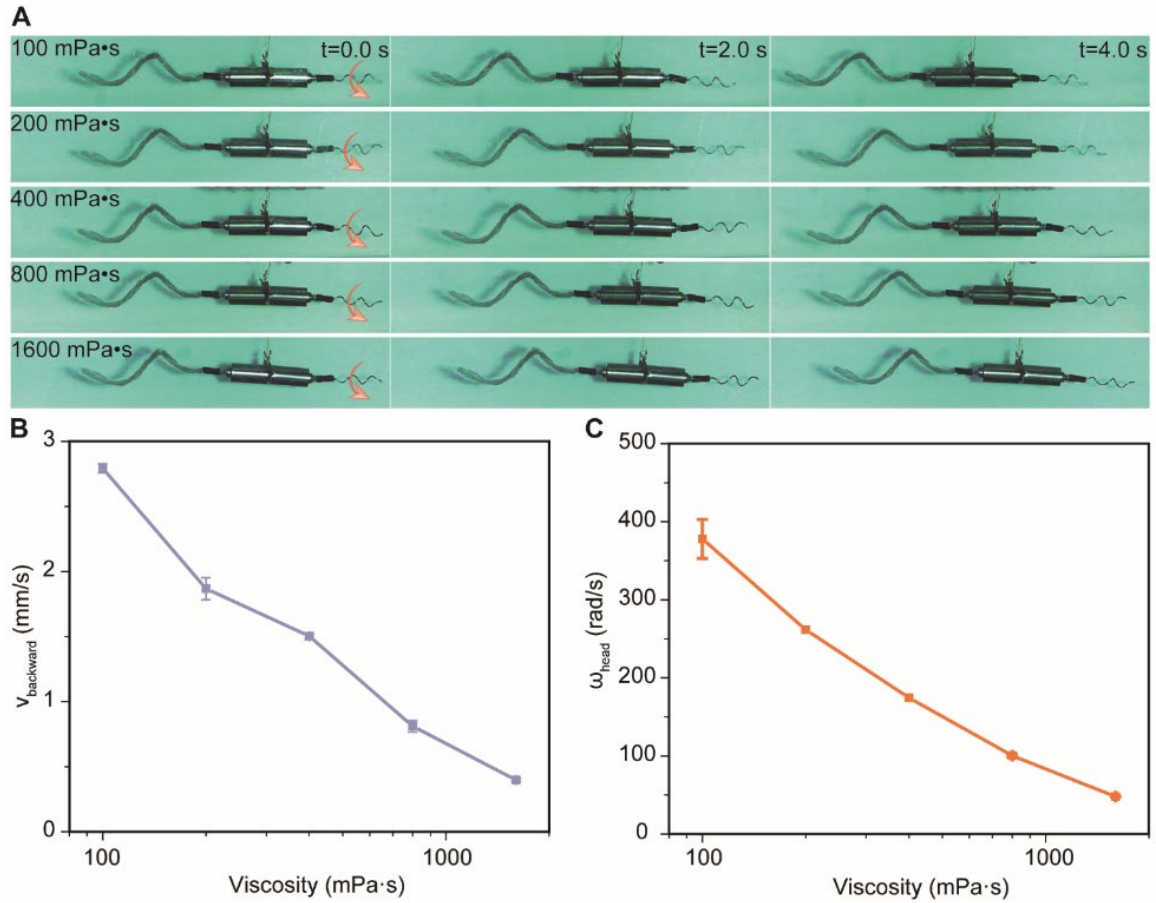 A
100 mPa•s t=0.0 s t=2.0 s t=4.0 s
200 mPa•s
400 mPa•s
800 mPa•s
1600 mPa•s
B
3
2
1
0
100 1000
v_backward (mm/s)
Viscosity (mPa·s)
C
500
400
300
200
100
0
100 1000
ω_head (rad/s)
Viscosity (mPa·s)